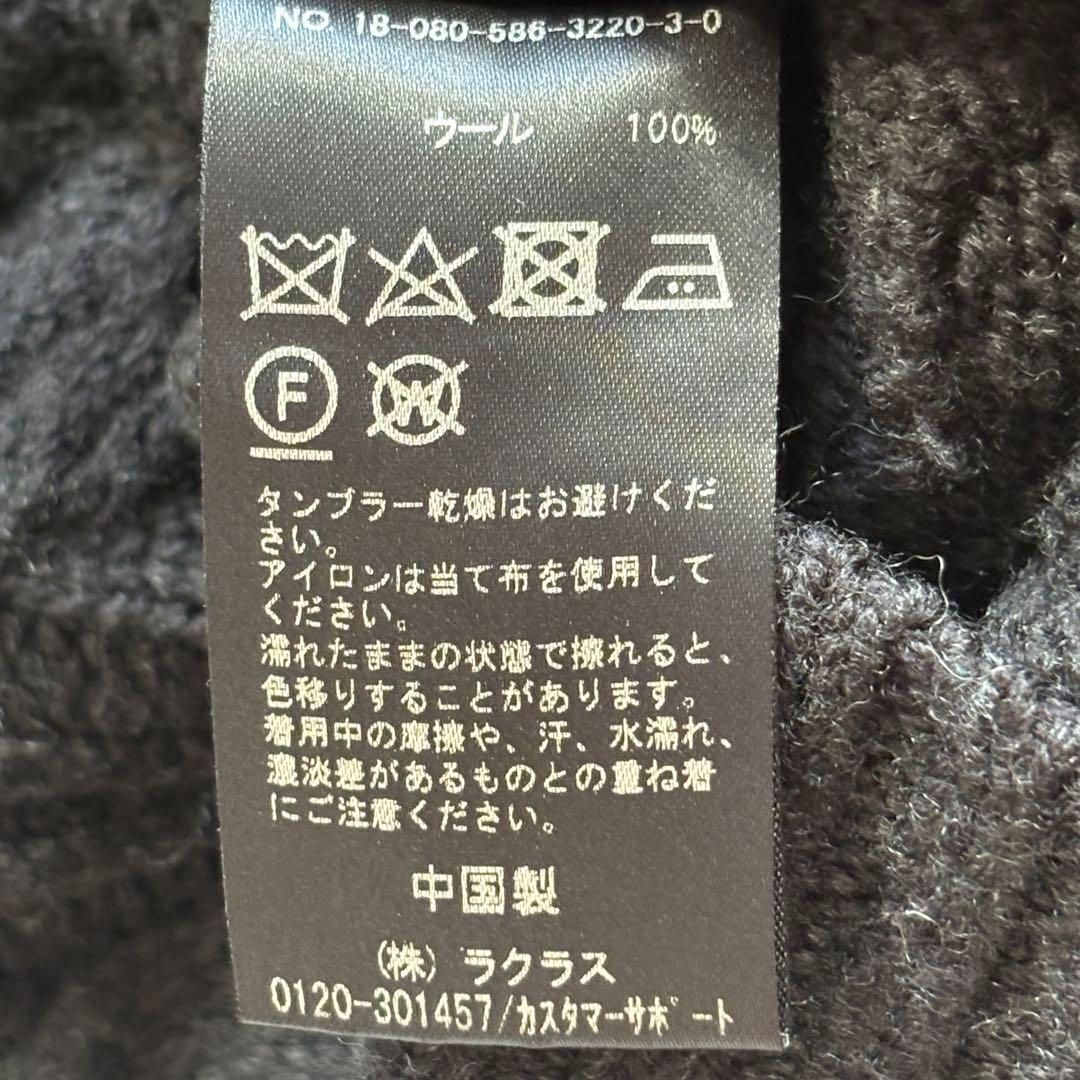 NO. 18-080-586-3220-3-0
ウール 100%
F
W
タンブラー乾燥はお避けくだ
さい。
アイロンは当て布を使用して
ください。
濡れたままの状態で擦れると、
色移りすることがあります。
着用中の摩擦や、汗、水濡れ、
濃淡差があるものとの重ね着
にご注意ください。
中国製
(株) ラクラス
0120-301457/カスタマーサポート